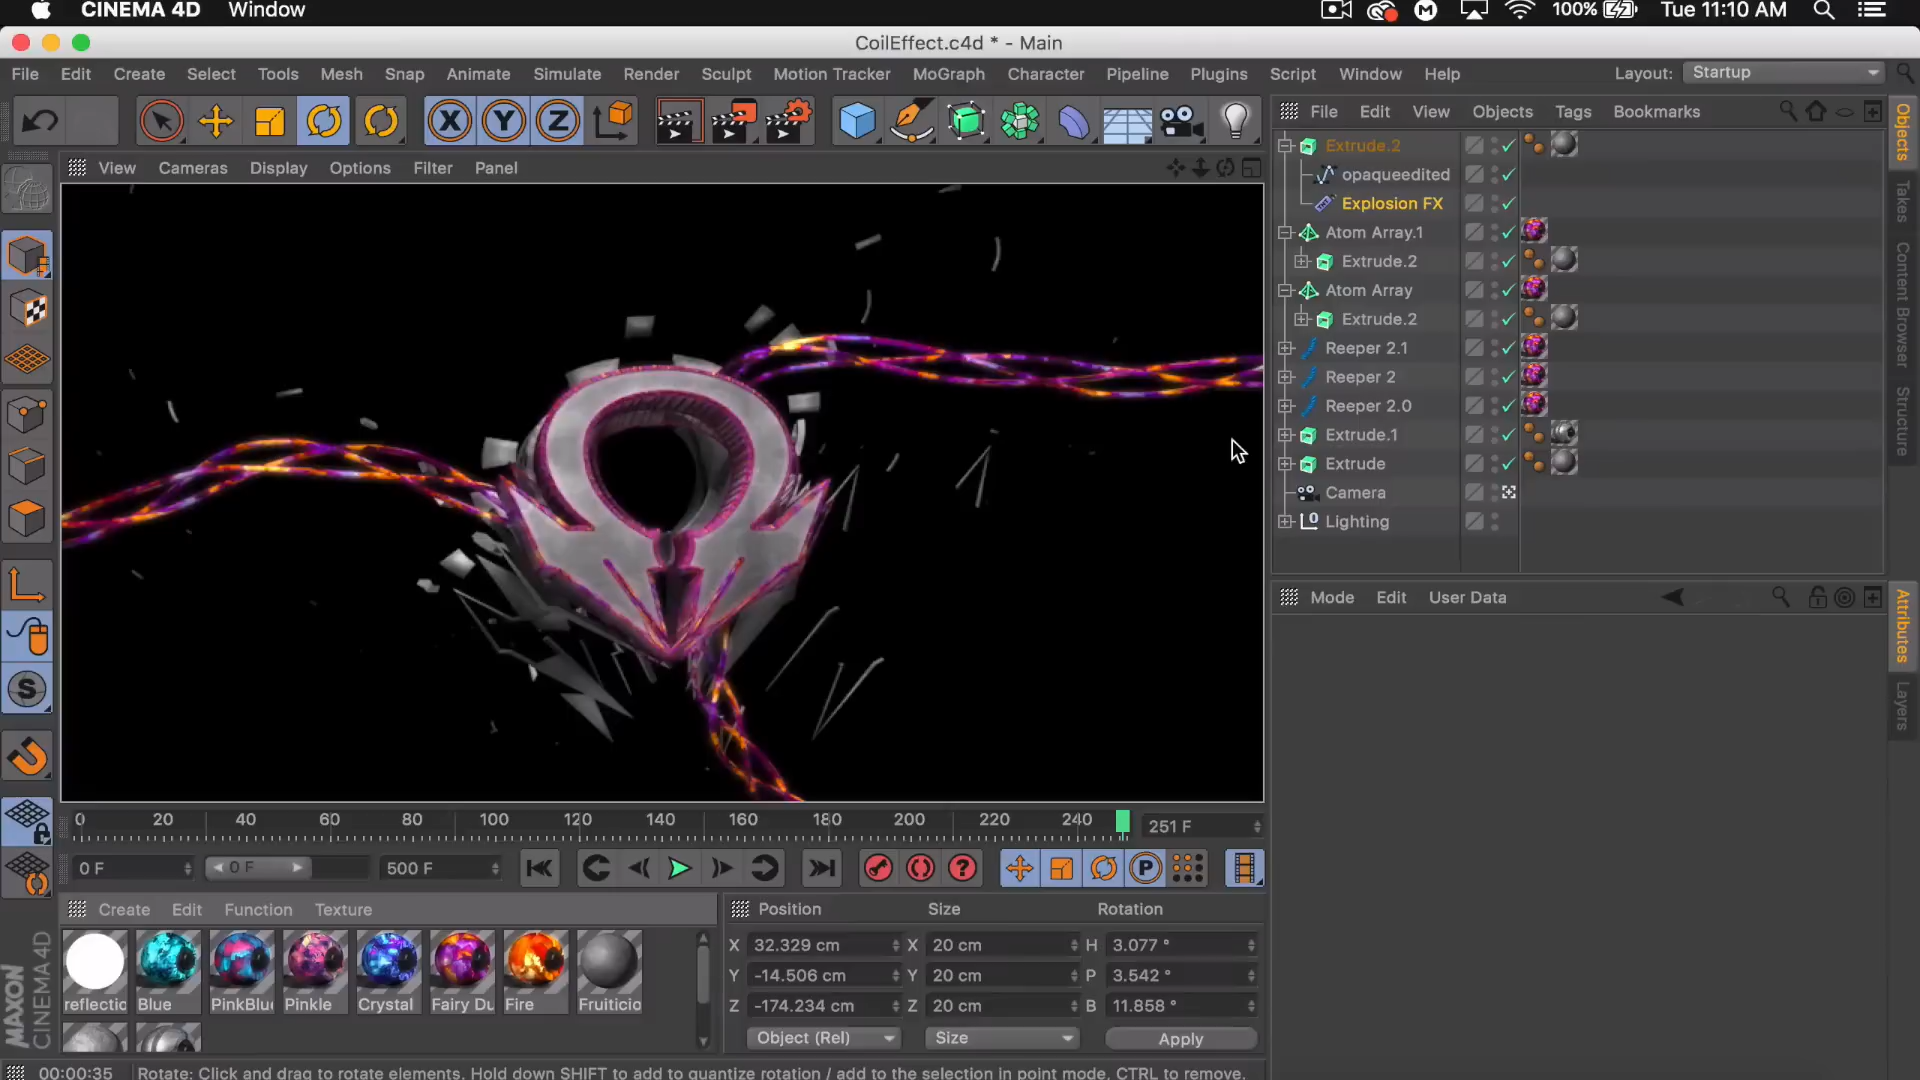 CINEMA 4D Window 100% Tue 11:10 AM
CoilEffect.c4d * - Main
File Edit Create Select Tools Mesh Snap Animate Simulate Render Sculpt Motion Tracker MoGraph Character Pipeline Plugins Script Window Help Layout: Startup
X Y Z
File Edit View Objects Tags Bookmarks
View Cameras Display Options Filter Panel
Extrude.2
opaqueedited
Explosion FX
Atom Array.1
Extrude.2
Atom Array
Extrude.2
Reeper 2.1
Reeper 2
Reeper 2.0
Extrude.1
Extrude
Camera
Lighting
Objects
Takes
Content Browser
Structure
Mode Edit User Data
Attributes
Layers
0 20 40 60 80 100 120 140 160 180 200 220 240 251 F
0 F 0 F 500 F
Create Edit Function Texture
reflectio Blue PinkBlu Pinkle Crystal Fairy Du Fire Fruiticio
Position Size Rotation
X 32.329 cm X 20 cm H 3.077 °
Y -14.506 cm Y 20 cm P 3.542 °
Z -174.234 cm Z 20 cm B 11.858 °
Object (Rel) Size Apply
MAXON
CINEMA4D
00:00:35 Rotate: Click and drag to rotate elements. Hold down SHIFT to add to quantize rotation / add to the selection in point mode, CTRL to remove.